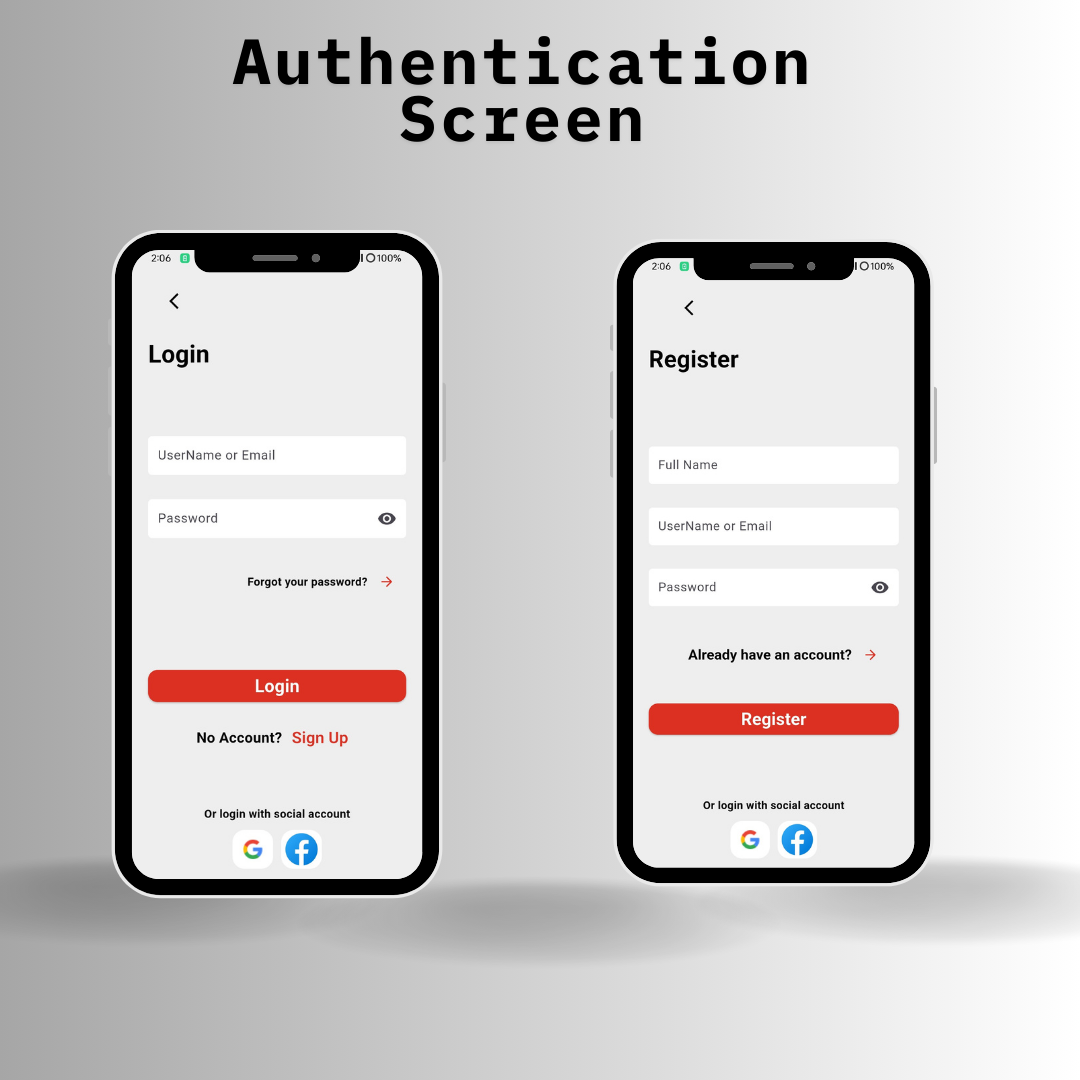 Authentication
Screen
2:06
100%
Login
UserName or Email
Password
Forgot your password?
Login
No Account? Sign Up
Or login with social account
2:06
100%
Register
Full Name
UserName or Email
Password
Already have an account?
Register
Or login with social account